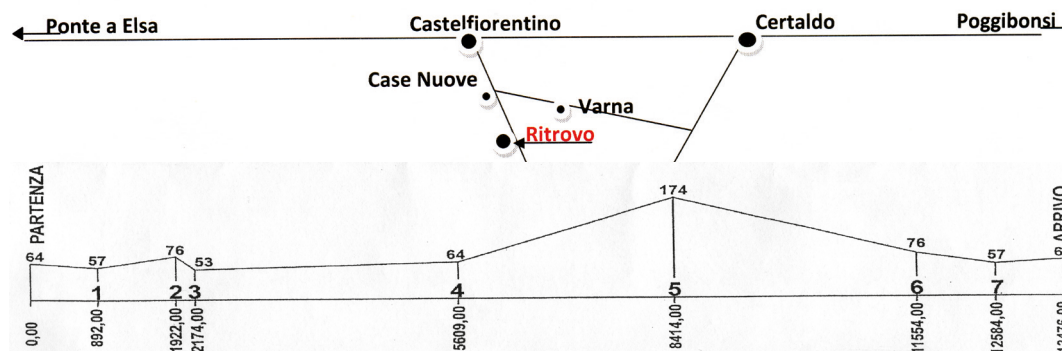 Ponte a Elsa
Castelfiorentino
Certaldo
Poggibonsi
Case Nuove
Varna
Ritrovo
PARTENZA
ARRIVO
64
57
76
53
64
174
76
57
1
2
3
4
5
6
7
0,00
892,00
1922,00
2174,00
5609,00
8414,00
11554,00
12584,00